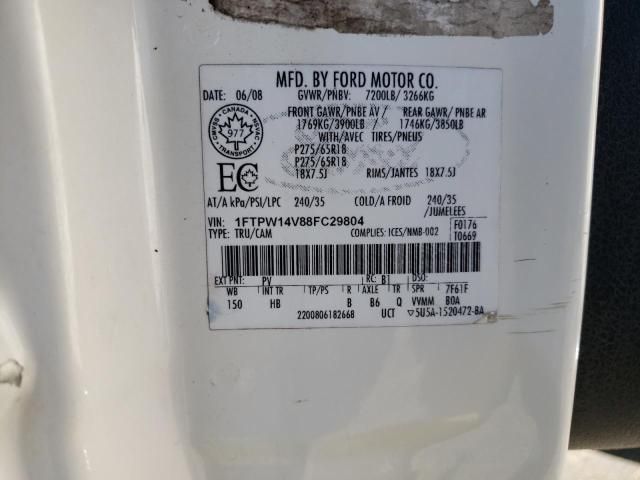 MFD. BY FORD MOTOR CO.
DATE: 06/08 GVWR/PNBV: 7200LB/ 3266KG
FRONT GAWR/PNBE AV / REAR GAWR/ PNBE AR
1769KG/3900LB 1746KG/3850LB
WITH/AVEC TIRES/PNEUS
P275/65R18
P275/65R18
18X7.5J RIMS/JANTES 18X7.5J
CANADA
977
TRANSPORT
EC
AT/A kPa/PSI/LPC 240/35 COLD/A FROID 240/35
/JUMELEES
VIN: 1FTPW14V88FC29804 F0176
TYPE: TRU/CAM COMPLIES: ICES/NMB-002 T0669
EXT PNT: PV RC: B1 DSO:
WB INT TR TP/PS R AXLE TR SPR 7F61F
150 HB B B6 Q VVMM B0A
2200806182668 UCT ▽5U5A-1520472-BA